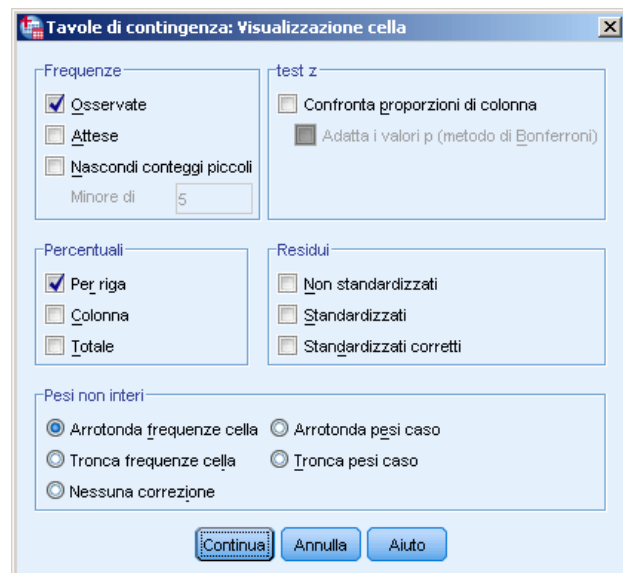 Tavole di contingenza: Visualizzazione cella
Frequenze
Osservate
Attese
Nascondi conteggi piccoli
Minore di 5
test z
Confronta proporzioni di colonna
Adatta i valori p (metodo di Bonferroni)
Percentuali
Per riga
Colonna
Totale
Residui
Non standardizzati
Standardizzati
Standardizzati corretti
Pesi non interi
Arrotonda frequenze cella Arrotonda pesi caso
Tronca frequenze cella Tronca pesi caso
Nessuna correzione
Continua Annulla Aiuto